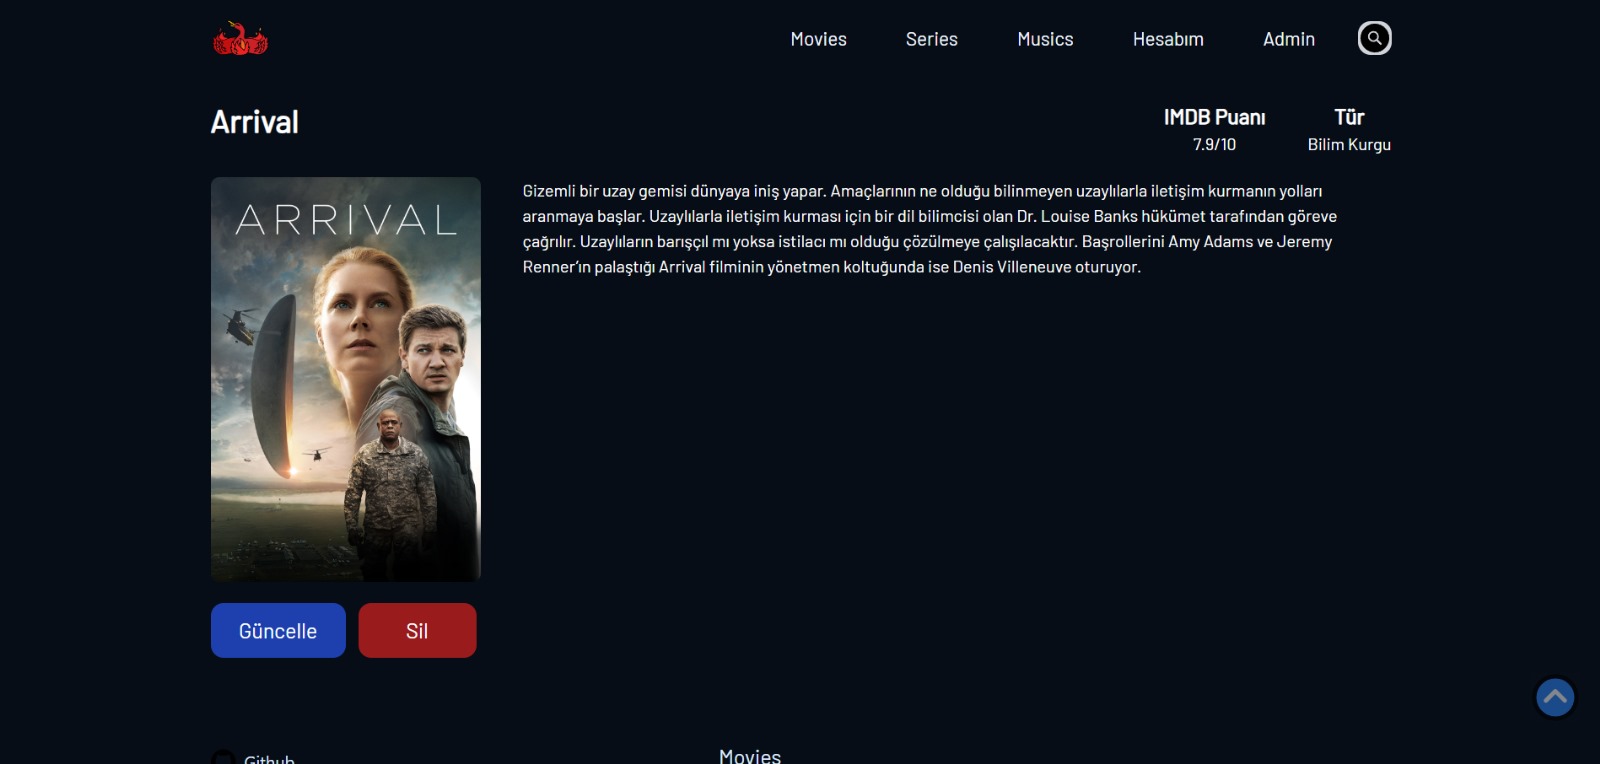 Movies
Series
Musics
Hesabım
Admin
Arrival
IMDB Puanı
7.9/10
Tür
Bilim Kurgu
ARRIVAL
Gizemli bir uzay gemisi dünyaya iniş yapar. Amaçlarının ne olduğu bilinmeyen uzaylılarla iletişim kurmanın yolları
aranmaya başlar. Uzaylılarla iletişim kurması için bir dil bilimcisi olan Dr. Louise Banks hükümet tarafından göreve
çağrılır. Uzaylıların barışçıl mı yoksa istilacı mı olduğu çözülmeye çalışılacaktır. Başrollerini Amy Adams ve Jeremy
Renner’ın palaştığı Arrival filminin yönetmen koltuğunda ise Denis Villeneuve oturuyor.
Güncelle
Sil
Github
Movies